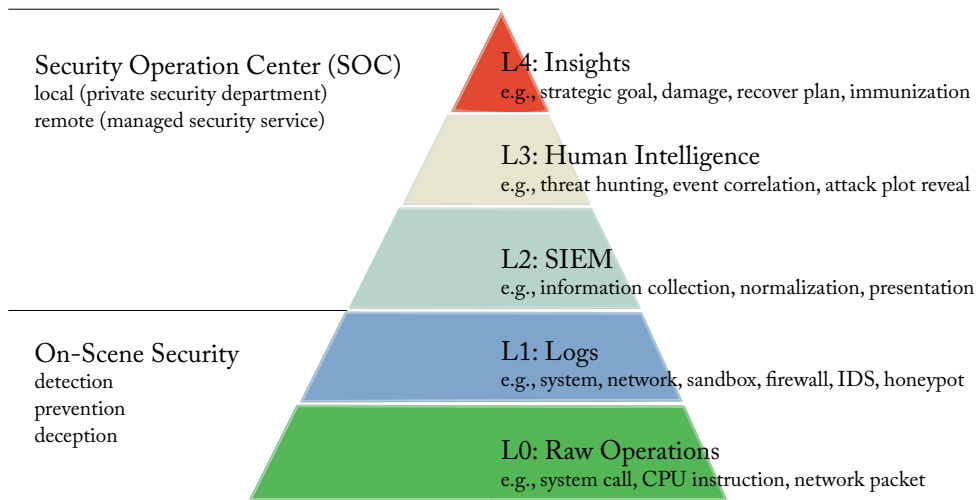 Security Operation Center (SOC)
local (private security department)
remote (managed security service)
On-Scene Security
detection
prevention
deception
L4: Insights
e.g., strategic goal, damage, recover plan, immunization
L3: Human Intelligence
e.g., threat hunting, event correlation, attack plot reveal
L2: SIEM
e.g., information collection, normalization, presentation
L1: Logs
e.g., system, network, sandbox, firewall, IDS, honeypot
L0: Raw Operations
e.g., system call, CPU instruction, network packet